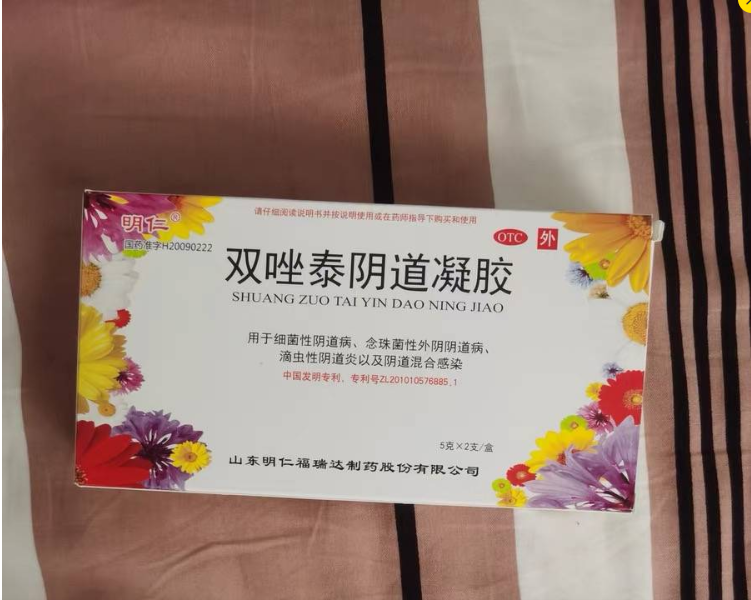 请仔细阅读说明书并按说明使用或在药师指导下购买和使用
明仁®
OTC 外
国药准字H20090222
双唑泰阴道凝胶
SHUANG ZUO TAI YIN DAO NING JIAO
用于细菌性阴道病、念珠菌性外阴阴道病、
滴虫性阴道炎以及阴道混合感染
中国发明专利、专利号ZL201010576885.1
5克×2支/盒
山东明仁福瑞达制药股份有限公司